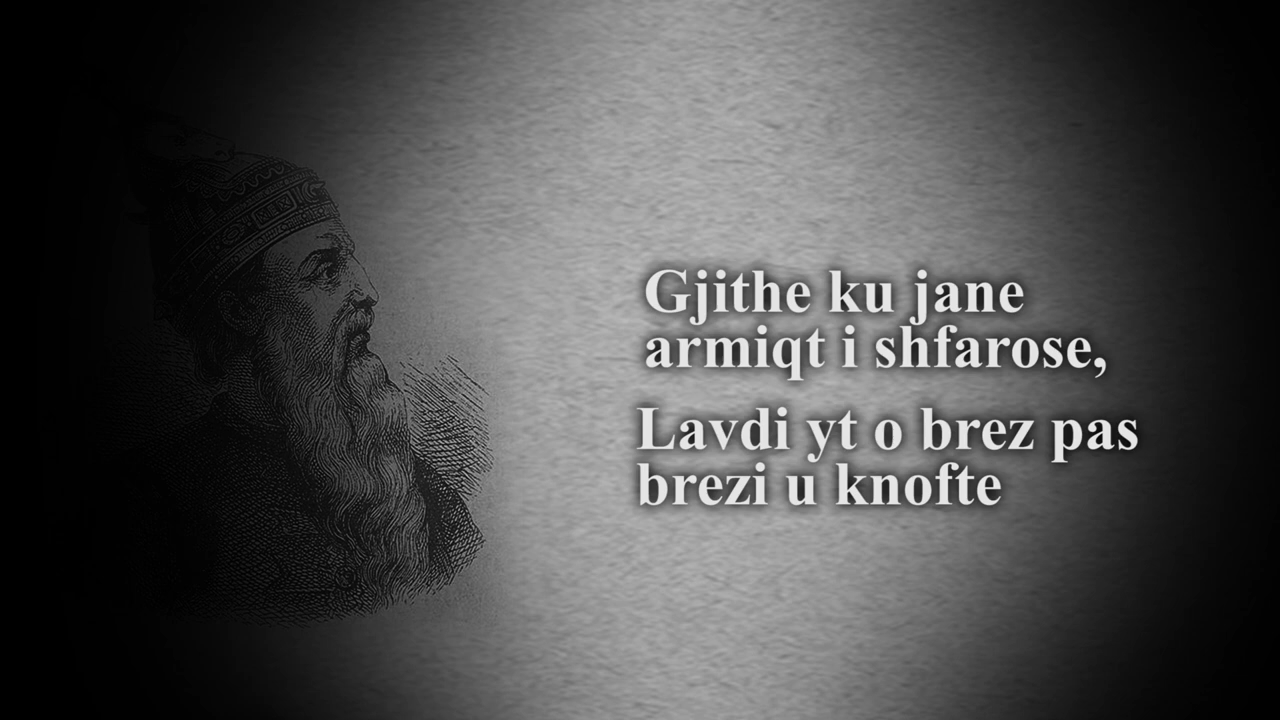 Gjithe ku jane
armiqt i shfarose,
Lavdi yt o brez pas
brezi u knofte